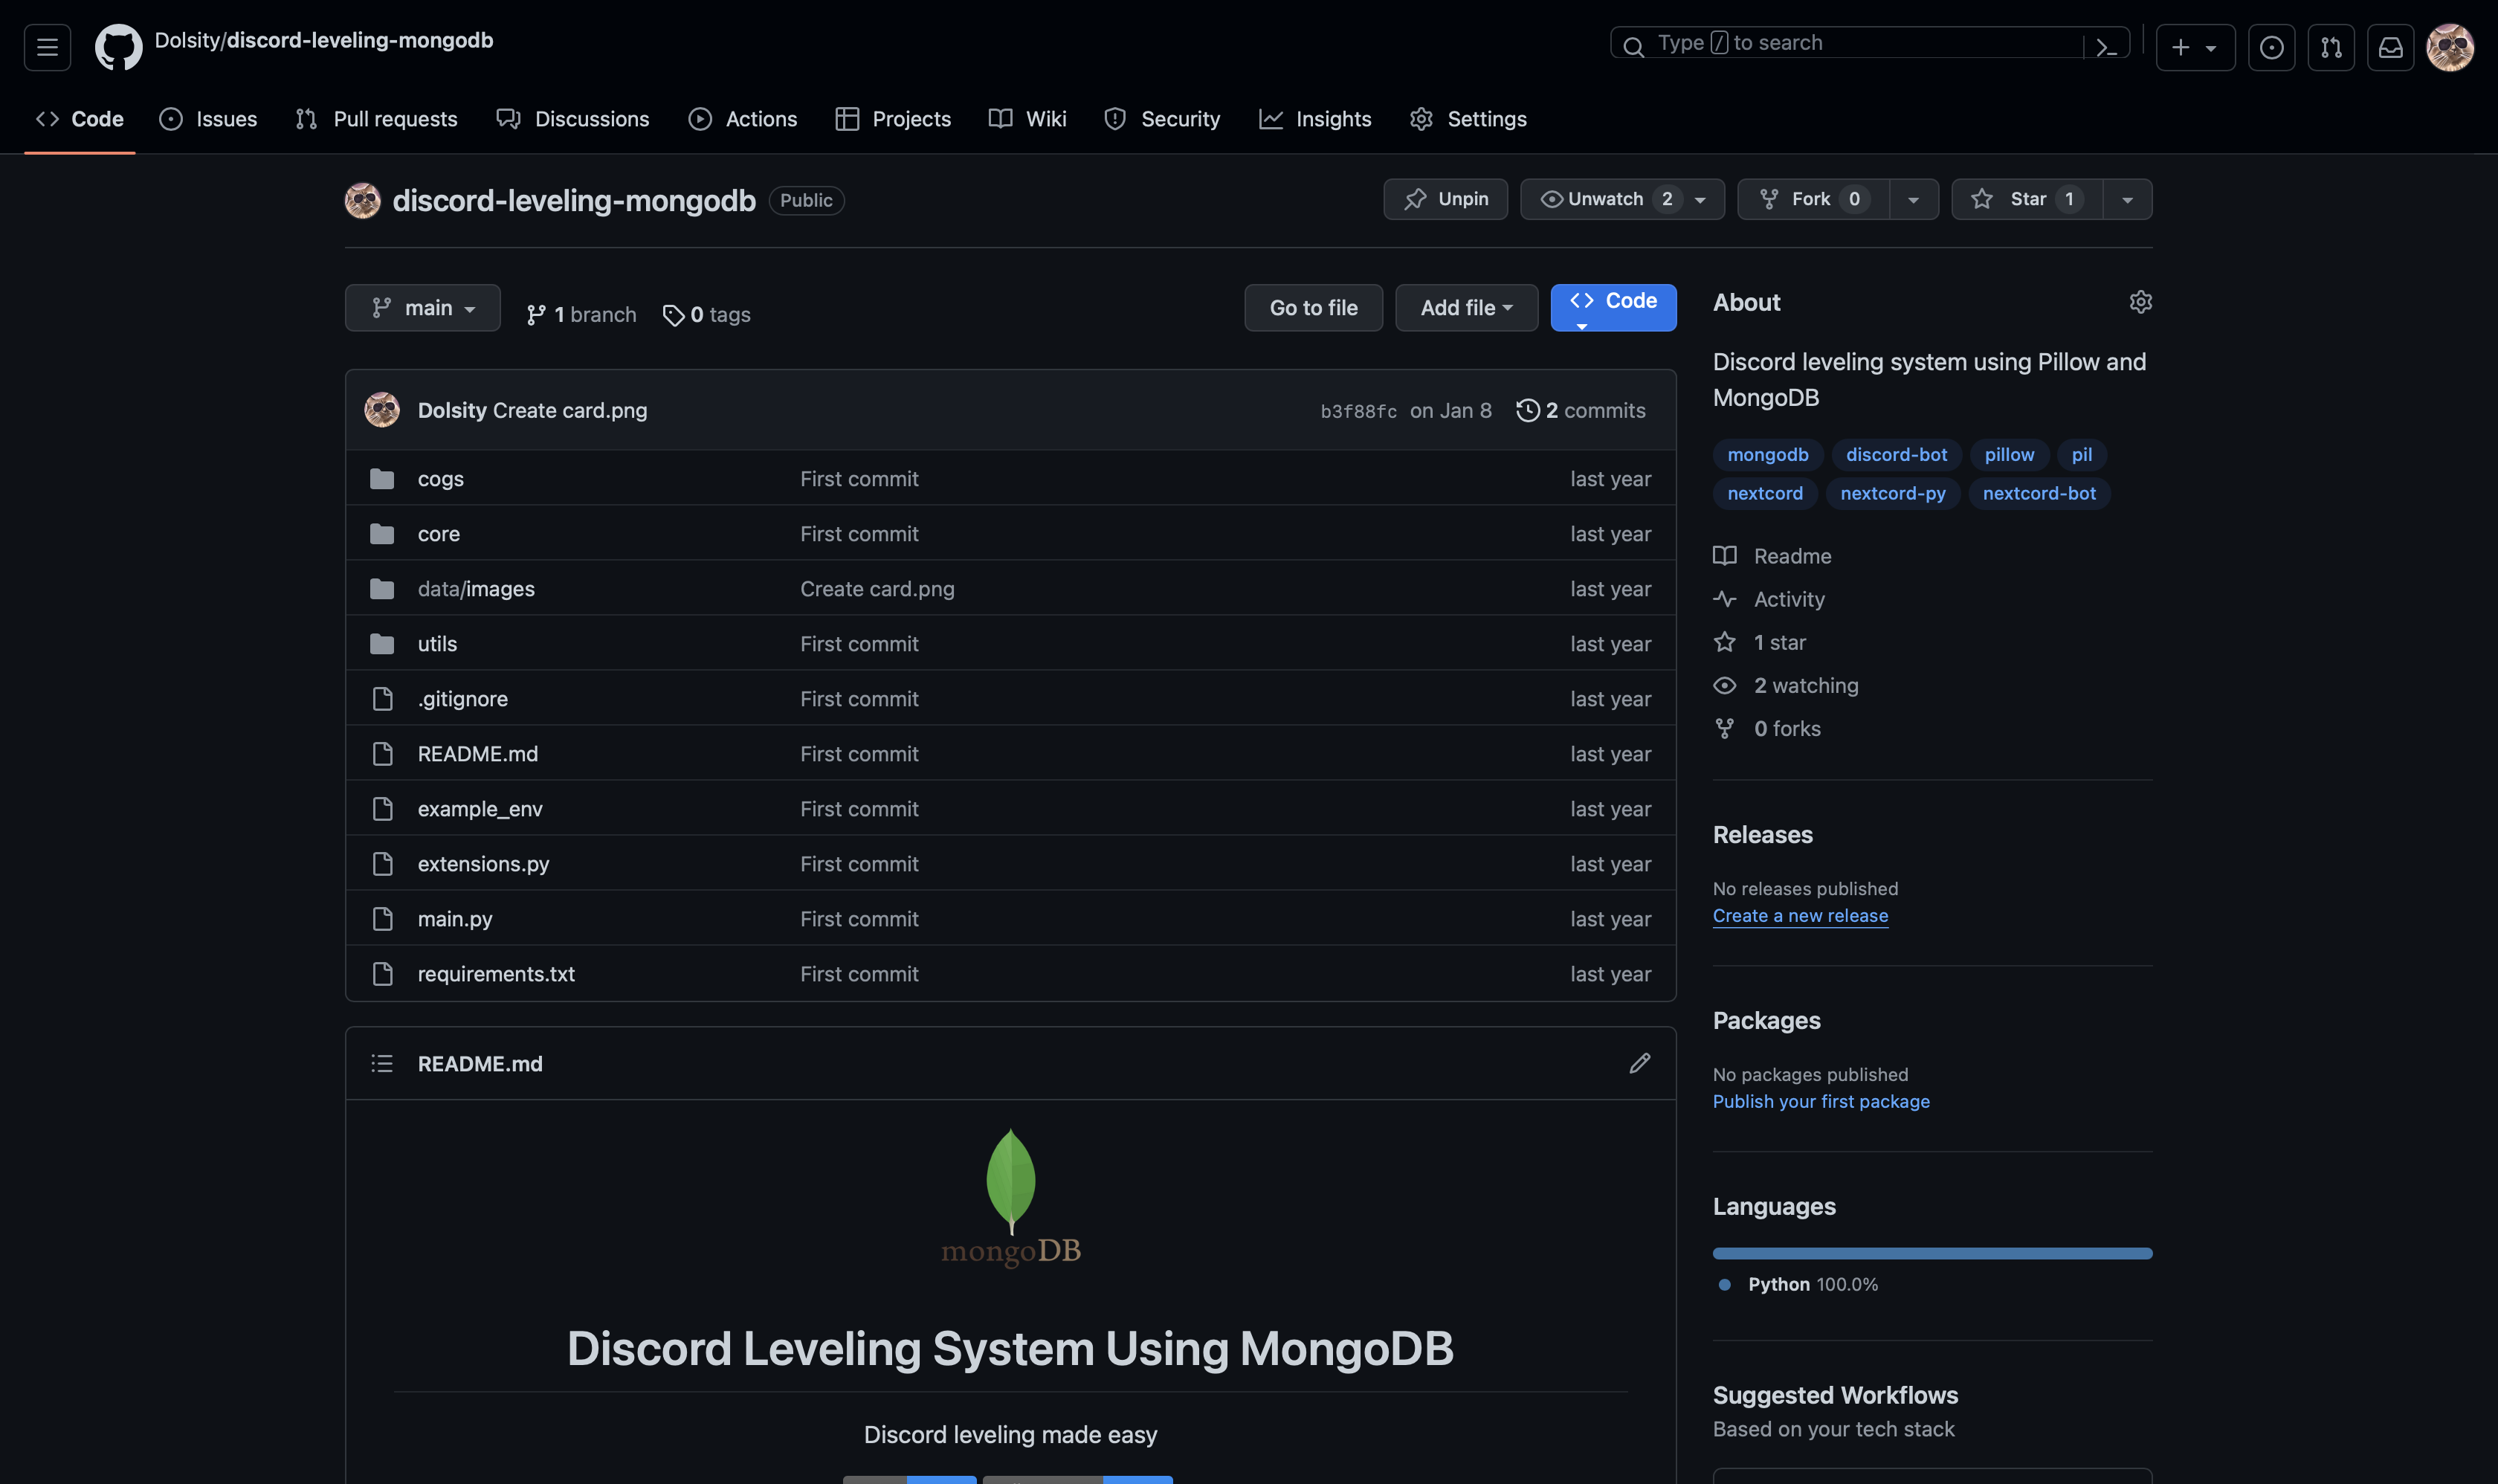 Dolsity/discord-leveling-mongodb
Type / to search
Code Issues Pull requests Discussions Actions Projects Wiki Security Insights Settings
discord-leveling-mongodb Public
Unpin Unwatch 2 Fork 0 Star 1
main 1 branch 0 tags Go to file Add file Code
Dolsity Create card.png b3f88fc on Jan 8 2 commits
cogs First commit last year
core First commit last year
data/images Create card.png last year
utils First commit last year
.gitignore First commit last year
README.md First commit last year
example_env First commit last year
extensions.py First commit last year
main.py First commit last year
requirements.txt First commit last year
README.md
mongoDB
Discord Leveling System Using MongoDB
Discord leveling made easy
About
Discord leveling system using Pillow and
MongoDB
mongodb discord-bot pillow pil
nextcord nextcord-py nextcord-bot
Readme
Activity
1 star
2 watching
0 forks
Releases
No releases published
Create a new release
Packages
No packages published
Publish your first package
Languages
Python 100.0%
Suggested Workflows
Based on your tech stack